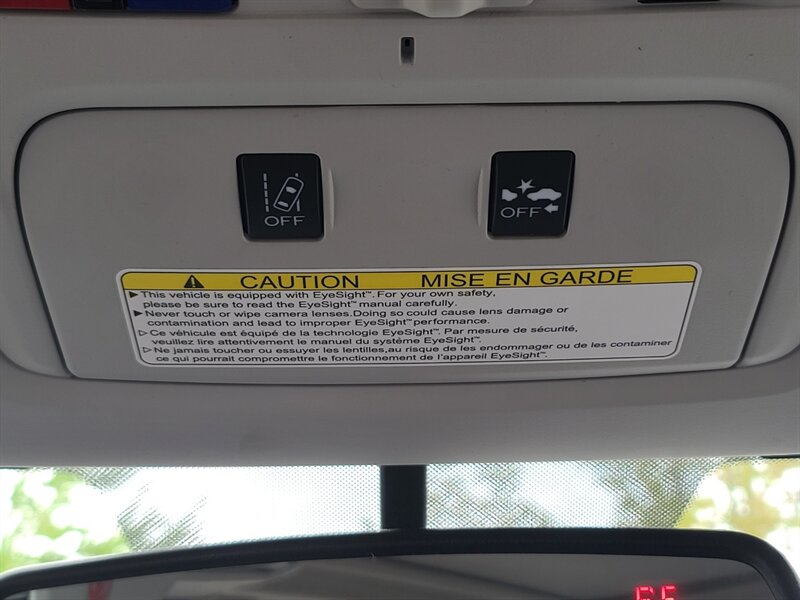 OFF
OFF
CAUTION MISE EN GARDE
▶This vehicle is equipped with EyeSight™. For your own safety,
please be sure to read the EyeSight™ manual carefully.
▶Never touch or wipe camera lenses.Doing so could cause lens damage or
contamination and lead to improper EyeSight™ performance.
▷Ce véhicule est équipé de la technologie EyeSight™. Par mesure de sécurité,
veuillez lire attentivement le manuel du système EyeSight™.
▷Ne jamais toucher ou essuyer les lentilles,au risque de les endommager ou de les contaminer
ce qui pourrait compromettre le fonctionnement de l'appareil EyeSight™.